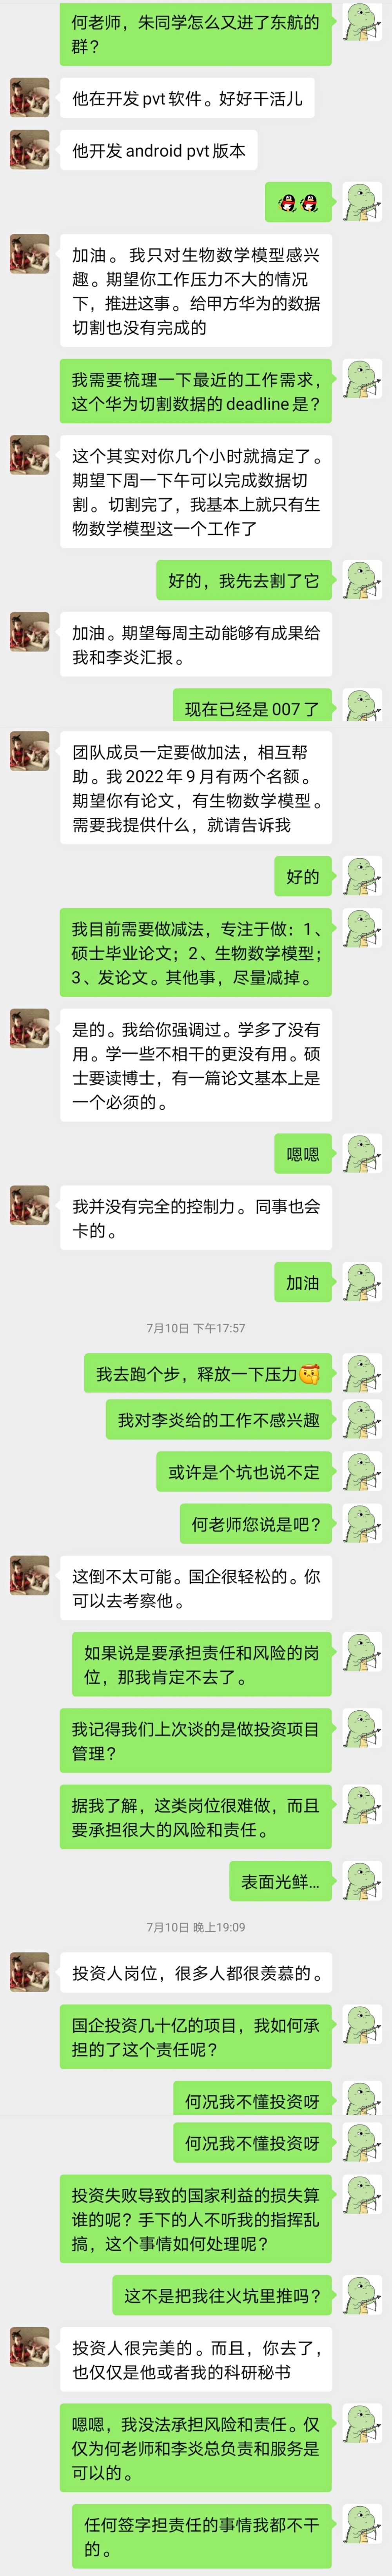 何老师，朱同学怎么又进了东航的
群？
他在开发 pvt 软件。好好干活儿
他开发 android pvt 版本
加油。 我只对生物数学模型感兴
趣。期望你工作压力不大的情况
下，推进这事。给甲方华为的数据
切割也没有完成的
我需要梳理一下最近的工作需求，
这个华为切割数据的 deadline 是？
这个其实对你几个小时就搞定了。
期望下周一下午可以完成数据切
割。切割完了，我基本上就只有生
物数学模型这一个工作了
好的，我先去割了它
加油。期望每周主动能够有成果给
我和李炎汇报。
现在已经是 007 了
团队成员一定要做加法，相互帮
助。我 2022 年 9 月有两个名额。
期望你有论文，有生物数学模型。
需要我提供什么，就请告诉我
好的
我目前需要做减法，专注于做：1、
硕士毕业论文；2、生物数学模型；
3、发论文。其他事，尽量减掉。
是的。我给你强调过。学多了没有
用。学一些不相干的更没有用。硕
士要读博士，有一篇论文基本上是
一个必须的。
嗯嗯
我并没有完全的控制力。同事也会
卡的。
加油
7月10日 下午17:57
我去跑个步，释放一下压力
我对李炎给的工作不感兴趣
或许是个坑也说不定
何老师您说是吧？
这倒不太可能。国企很轻松的。你
可以去考察他。
如果说是要承担责任和风险的岗
位，那我肯定不去了。
我记得我们上次谈的是做投资项目
管理？
据我了解，这类岗位很难做，而且
要承担很大的风险和责任。
表面光鲜...
7月10日 晚上19:09
投资人岗位，很多人都很羡慕的。
国企投资几十亿的项目，我如何承
担的了这个责任呢？
何况我不懂投资呀
何况我不懂投资呀
投资失败导致的国家利益的损失算
谁的呢？手下的人不听我的指挥乱
搞，这个事情如何处理呢？
这不是把我往火坑里推吗？
投资人很完美的。而且，你去了，
也仅仅是他或者我的科研秘书
嗯嗯，我没法承担风险和责任。仅
仅为何老师和李炎总负责和服务是
可以的。
任何签字担责任的事情我都不干
的。